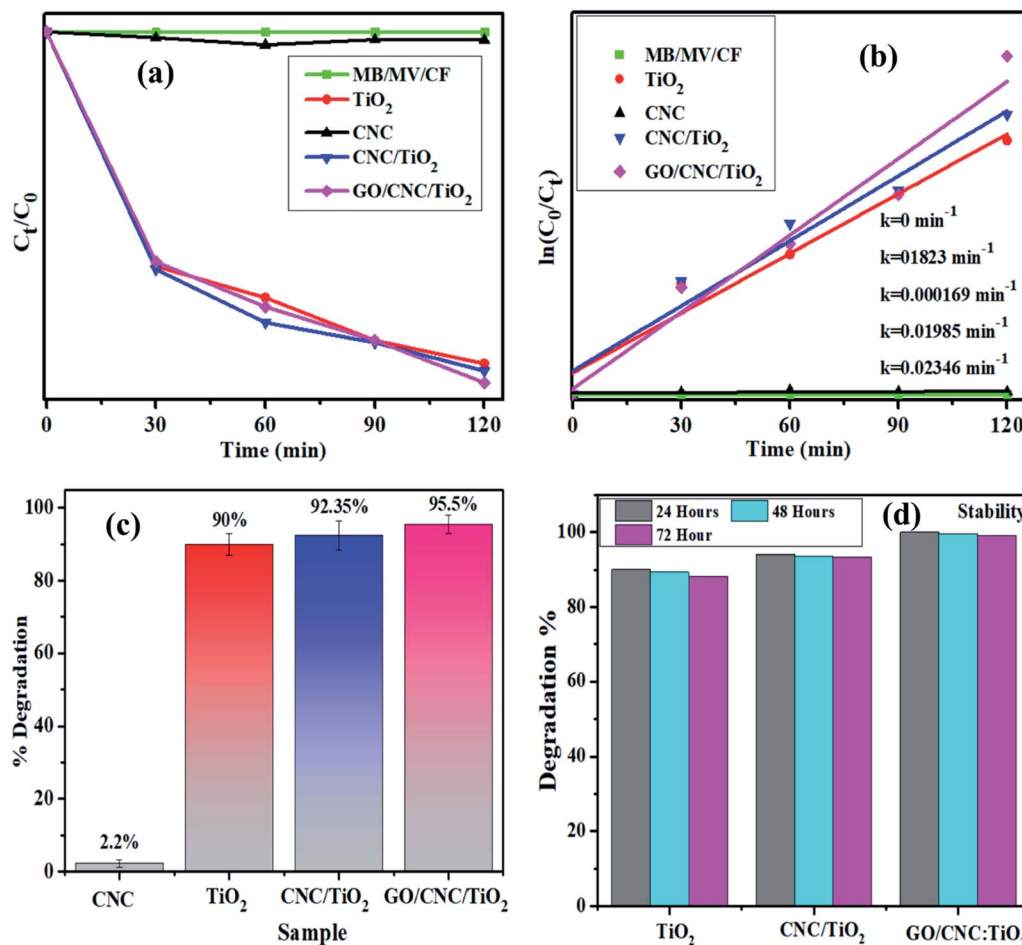 (a)
MB/MV/CF
TiO2
CNC
CNC/TiO2
GO/CNC/TiO2
Ct/C0
0 30 60 90 120
Time (min)
(b)
MB/MV/CF
TiO2
CNC
CNC/TiO2
GO/CNC/TiO2
ln(C0/Ct)
k=0 min-1
k=01823 min-1
k=0.000169 min-1
k=0.01985 min-1
k=0.02346 min-1
0 30 60 90 120
Time (min)
(c)
100
80
60
40
20
0
% Degradation
2.2%
90%
92.35%
95.5%
CNC TiO2 CNC/TiO2 GO/CNC/TiO2
Sample
(d)
24 Hours 48 Hours
72 Hour
Stability
100
80
60
40
20
0
Degradation %
TiO2 CNC/TiO2 GO/CNC:TiO